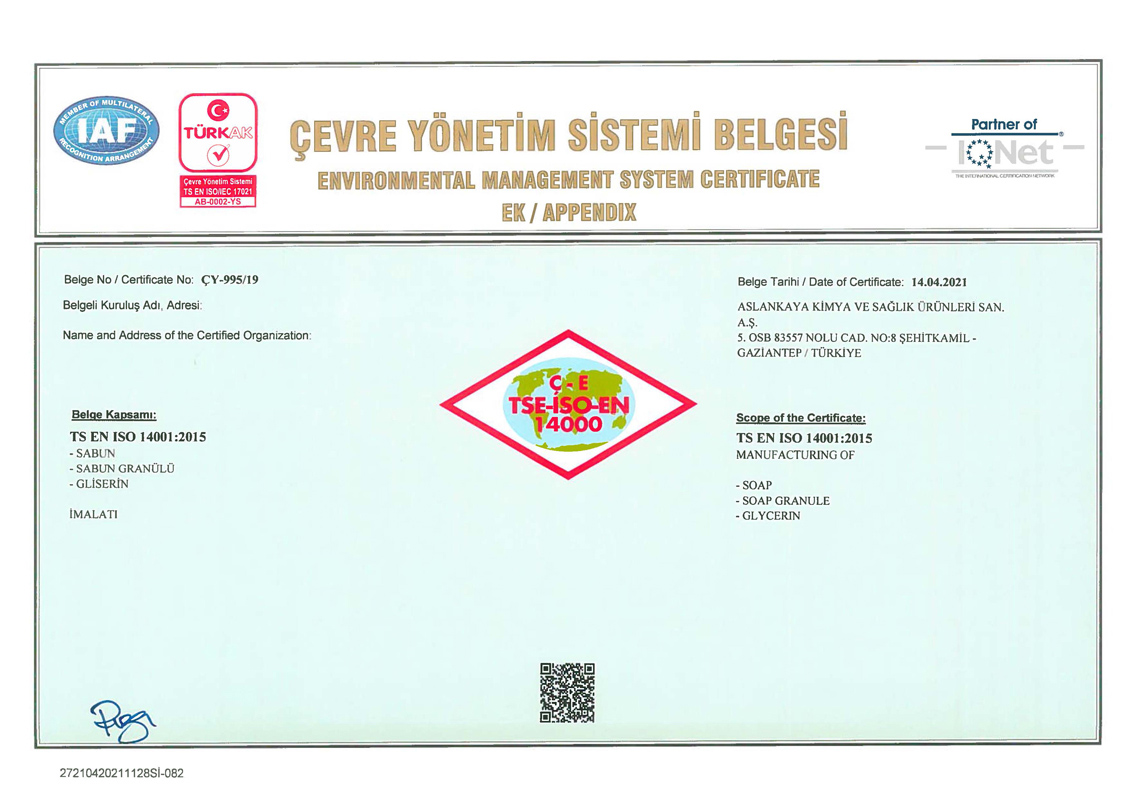 MEMBER OF MULTILATERAL
IAF
RECOGNITION ARRANGEMENT
TÜRKAK
Çevre Yönetim Sistemi
TS EN ISO/IEC 17021
AB-0002-YS
ÇEVRE YÖNETİM SİSTEMİ BELGESİ
ENVIRONMENTAL MANAGEMENT SYSTEM CERTIFICATE
EK / APPENDIX
Partner of
IQNet
THE INTERNATIONAL CERTIFICATION NETWORK
Belge No / Certificate No: ÇY-995/19
Belgeli Kuruluş Adı, Adresi:
Name and Address of the Certified Organization:
Belge Tarihi / Date of Certificate: 14.04.2021
ASLANKAYA KİMYA VE SAĞLIK ÜRÜNLERİ SAN.
A.Ş.
5. OSB 83557 NOLU CAD. NO:8 ŞEHİTKAMİL -
GAZİANTEP / TÜRKİYE
Ç - E
TSE-İSO-EN
14000
Belge Kapsamı:
TS EN ISO 14001:2015
- SABUN
- SABUN GRANÜLÜ
- GLİSERİN
İMALATI
Scope of the Certificate:
TS EN ISO 14001:2015
MANUFACTURING OF
- SOAP
- SOAP GRANULE
- GLYCERIN
27210420211128Sİ-082